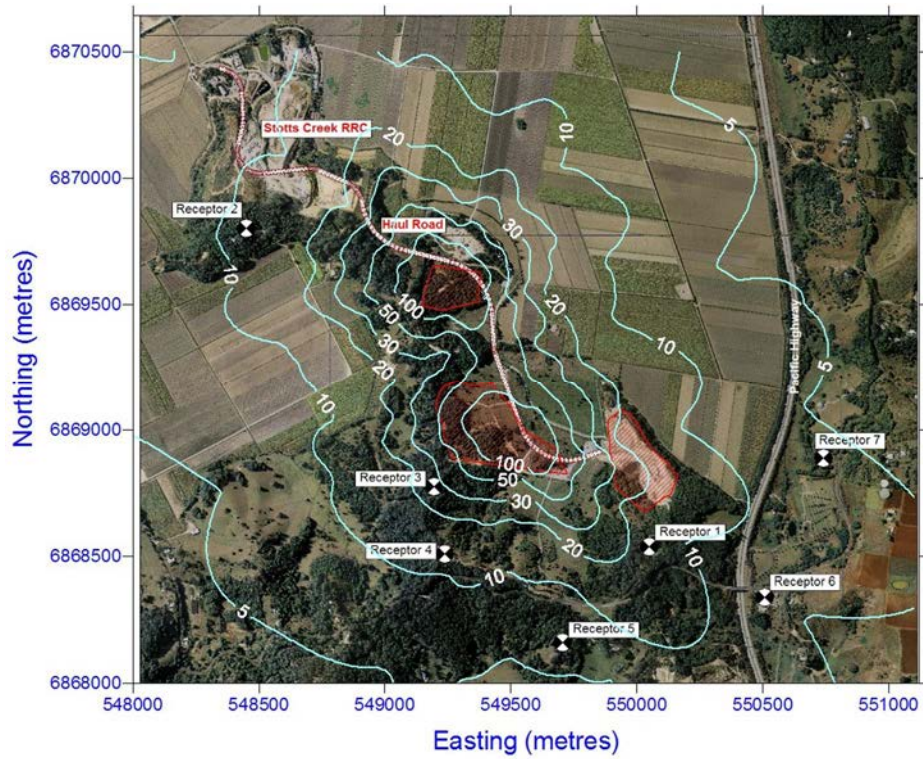 6870500
6870000
6869500
6869000
6868500
6868000
Northing (metres)
548000
548500
549000
549500
550000
550500
551000
Easting (metres)
Stotts Creek RRC
Haul Road
Pacific Highway
Receptor 2
Receptor 3
Receptor 4
Receptor 5
Receptor 1
Receptor 6
Receptor 7
20
10
5
30
20
10
5
10
100
50
30
20
10
100
50
30
20
10
5